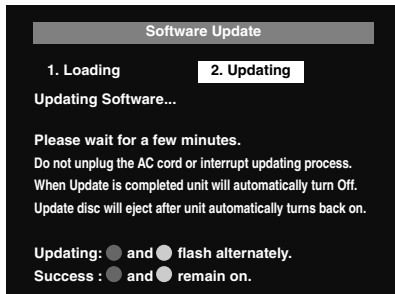 Software Update
1. Loading 2. Updating
Updating Software...
Please wait for a few minutes.
Do not unplug the AC cord or interrupt updating process.
When Update is completed unit will automatically turn Off.
Update disc will eject after unit automatically turns back on.
Updating: and flash alternately.
Success : and remain on.